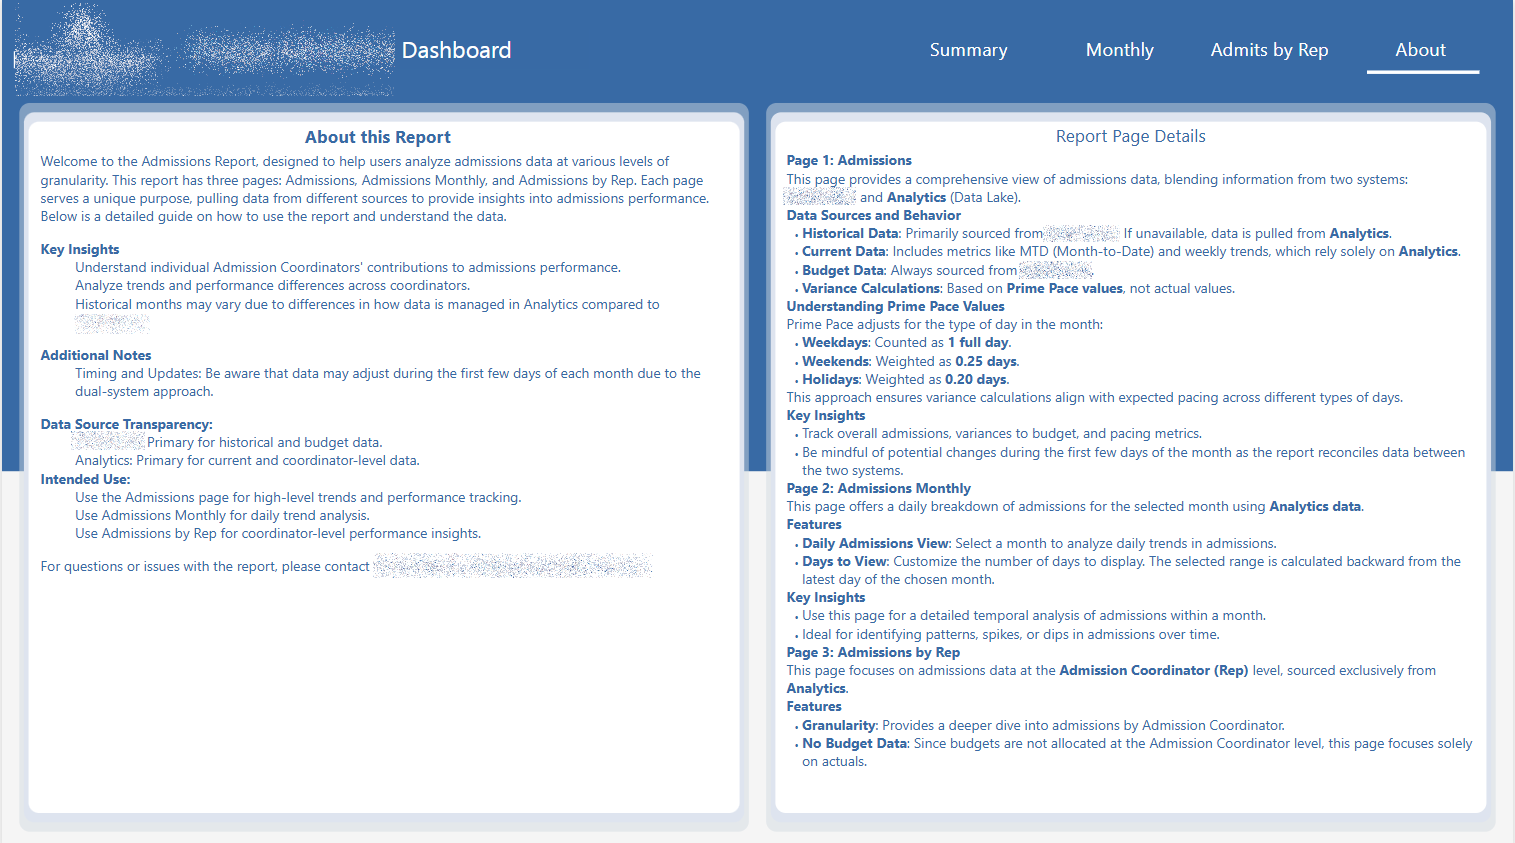 Dashboard
Summary
Monthly
Admits by Rep
About
About this Report
Welcome to the Admissions Report, designed to help users analyze admissions data at various levels of
granularity. This report has three pages: Admissions, Admissions Monthly, and Admissions by Rep. Each page
serves a unique purpose, pulling data from different sources to provide insights into admissions performance.
Below is a detailed guide on how to use the report and understand the data.
Key Insights
Understand individual Admission Coordinators' contributions to admissions performance.
Analyze trends and performance differences across coordinators.
Historical months may vary due to differences in how data is managed in Analytics compared to
Additional Notes
Timing and Updates: Be aware that data may adjust during the first few days of each month due to the
dual-system approach.
Data Source Transparency:
Primary for historical and budget data.
Analytics: Primary for current and coordinator-level data.
Intended Use:
Use the Admissions page for high-level trends and performance tracking.
Use Admissions Monthly for daily trend analysis.
Use Admissions by Rep for coordinator-level performance insights.
For questions or issues with the report, please contact
Report Page Details
Page 1: Admissions
This page provides a comprehensive view of admissions data, blending information from two systems:
and Analytics (Data Lake).
Data Sources and Behavior
• Historical Data: Primarily sourced from If unavailable, data is pulled from Analytics.
• Current Data: Includes metrics like MTD (Month-to-Date) and weekly trends, which rely solely on Analytics.
• Budget Data: Always sourced from .
• Variance Calculations: Based on Prime Pace values, not actual values.
Understanding Prime Pace Values
Prime Pace adjusts for the type of day in the month:
• Weekdays: Counted as 1 full day.
• Weekends: Weighted as 0.25 days.
• Holidays: Weighted as 0.20 days.
This approach ensures variance calculations align with expected pacing across different types of days.
Key Insights
• Track overall admissions, variances to budget, and pacing metrics.
• Be mindful of potential changes during the first few days of the month as the report reconciles data between
the two systems.
Page 2: Admissions Monthly
This page offers a daily breakdown of admissions for the selected month using Analytics data.
Features
• Daily Admissions View: Select a month to analyze daily trends in admissions.
• Days to View: Customize the number of days to display. The selected range is calculated backward from the
latest day of the chosen month.
Key Insights
• Use this page for a detailed temporal analysis of admissions within a month.
• Ideal for identifying patterns, spikes, or dips in admissions over time.
Page 3: Admissions by Rep
This page focuses on admissions data at the Admission Coordinator (Rep) level, sourced exclusively from
Analytics.
Features
• Granularity: Provides a deeper dive into admissions by Admission Coordinator.
• No Budget Data: Since budgets are not allocated at the Admission Coordinator level, this page focuses solely
on actuals.